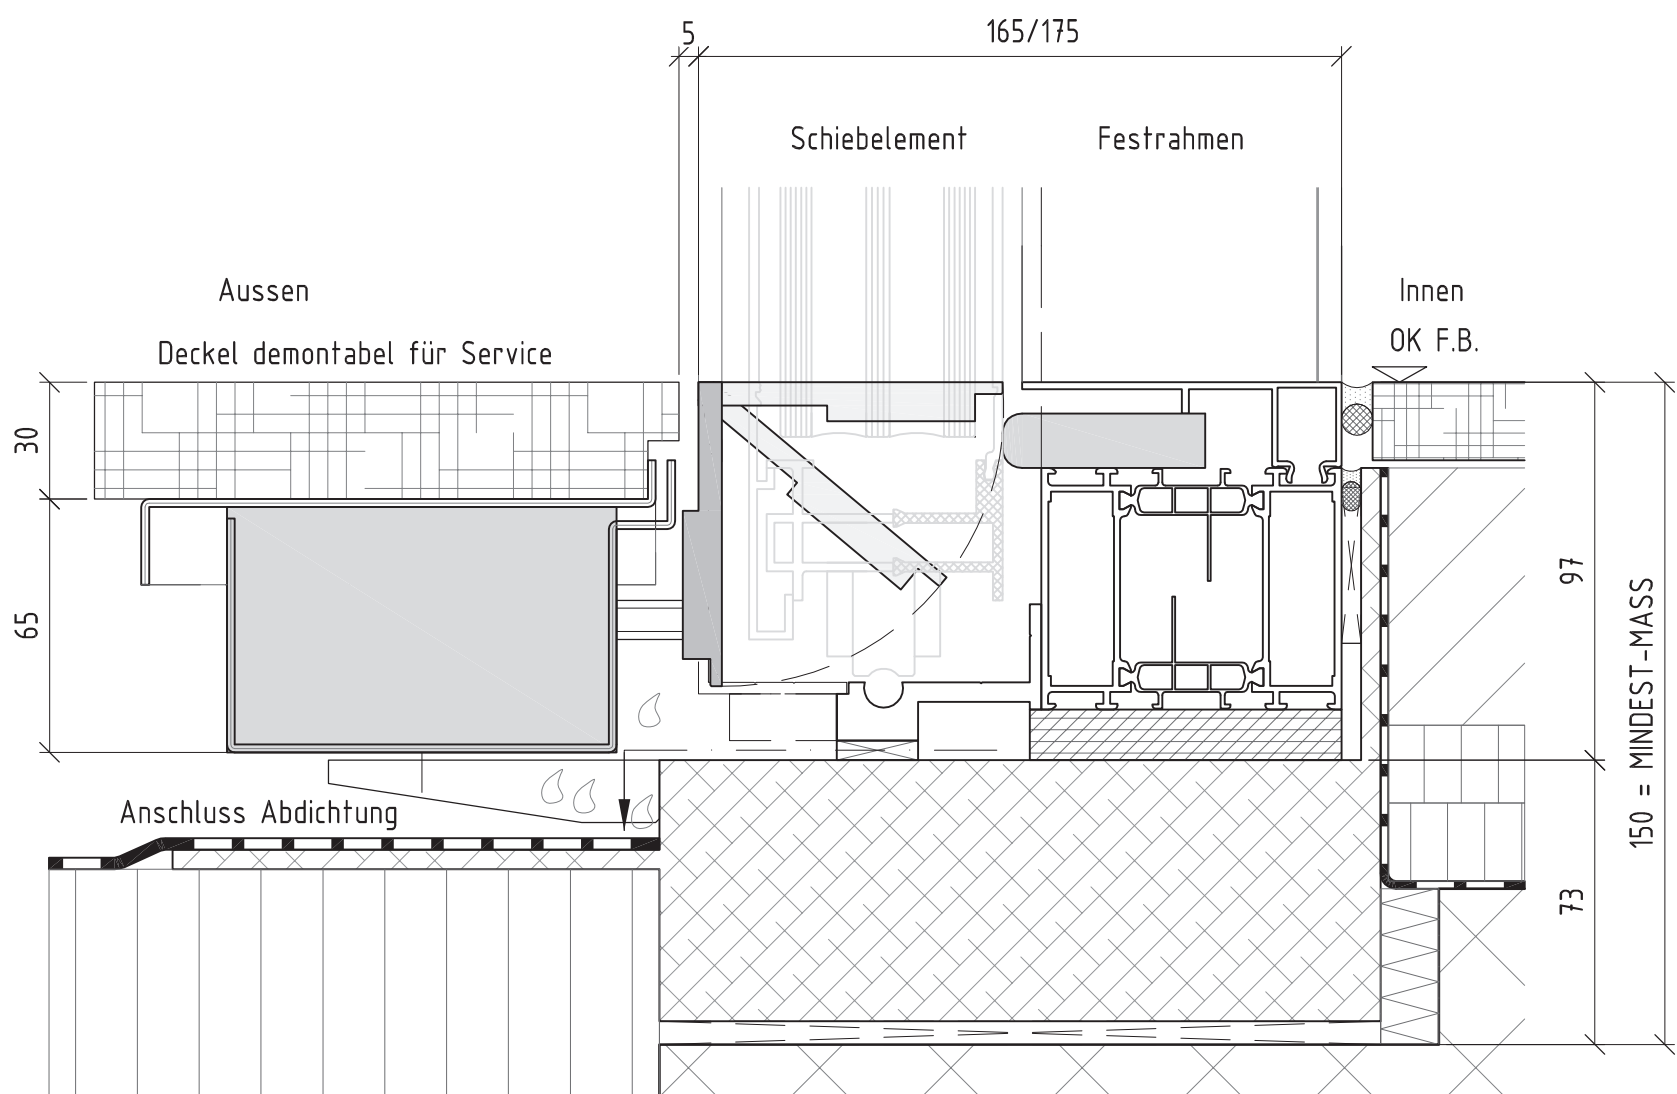 5
165/175
Schiebelement
Festrahmen
Aussen
Innen
Deckel demontabel für Service
OK F.B.
30
65
97
150 = MINDEST-MASS
Anschluss Abdichtung
73